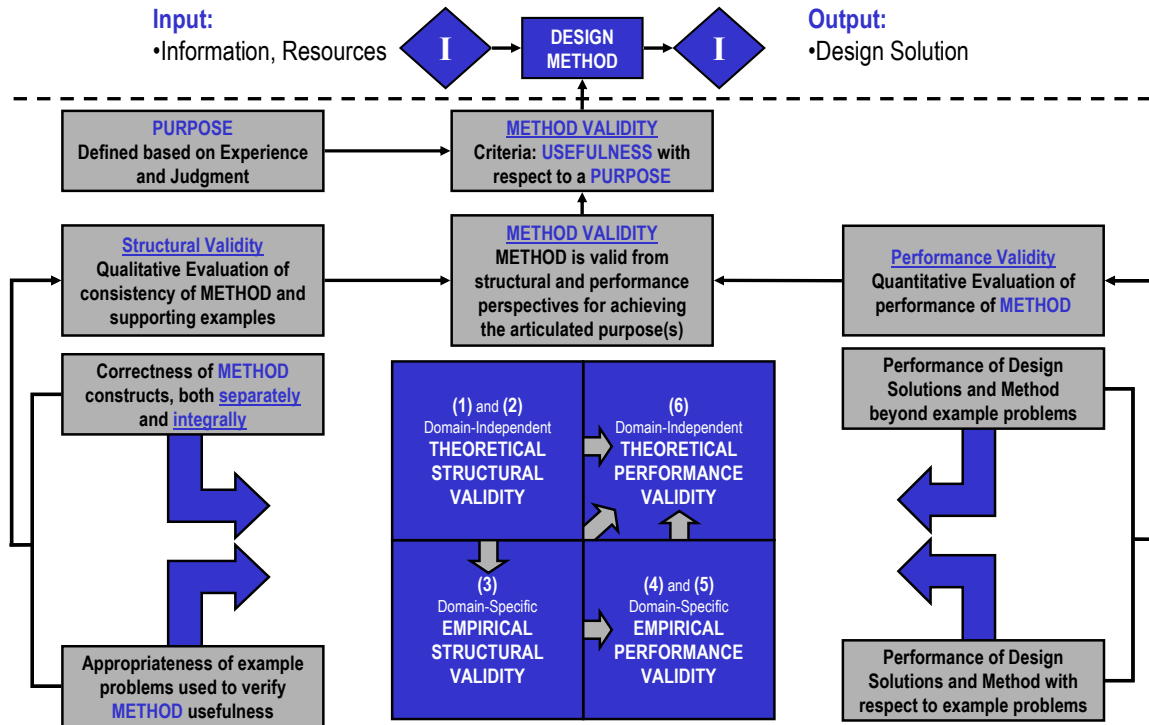 Input:
•Information, Resources
I
DESIGN
METHOD
I
Output:
•Design Solution
PURPOSE
Defined based on Experience
and Judgment
METHOD VALIDITY
Criteria: USEFULNESS with
respect to a PURPOSE
Structural Validity
Qualitative Evaluation of
consistency of METHOD and
supporting examples
METHOD VALIDITY
METHOD is valid from
structural and performance
perspectives for achieving
the articulated purpose(s)
Performance Validity
Quantitative Evaluation of
performance of METHOD
Correctness of METHOD
constructs, both separately
and integrally
(1) and (2)
Domain-Independent
THEORETICAL
STRUCTURAL
VALIDITY
(6)
Domain-Independent
THEORETICAL
PERFORMANCE
VALIDITY
Performance of Design
Solutions and Method
beyond example problems
(3)
Domain-Specific
EMPIRICAL
STRUCTURAL
VALIDITY
(4) and (5)
Domain-Specific
EMPIRICAL
PERFORMANCE
VALIDITY
Appropriateness of example
problems used to verify
METHOD usefulness
Performance of Design
Solutions and Method with
respect to example problems